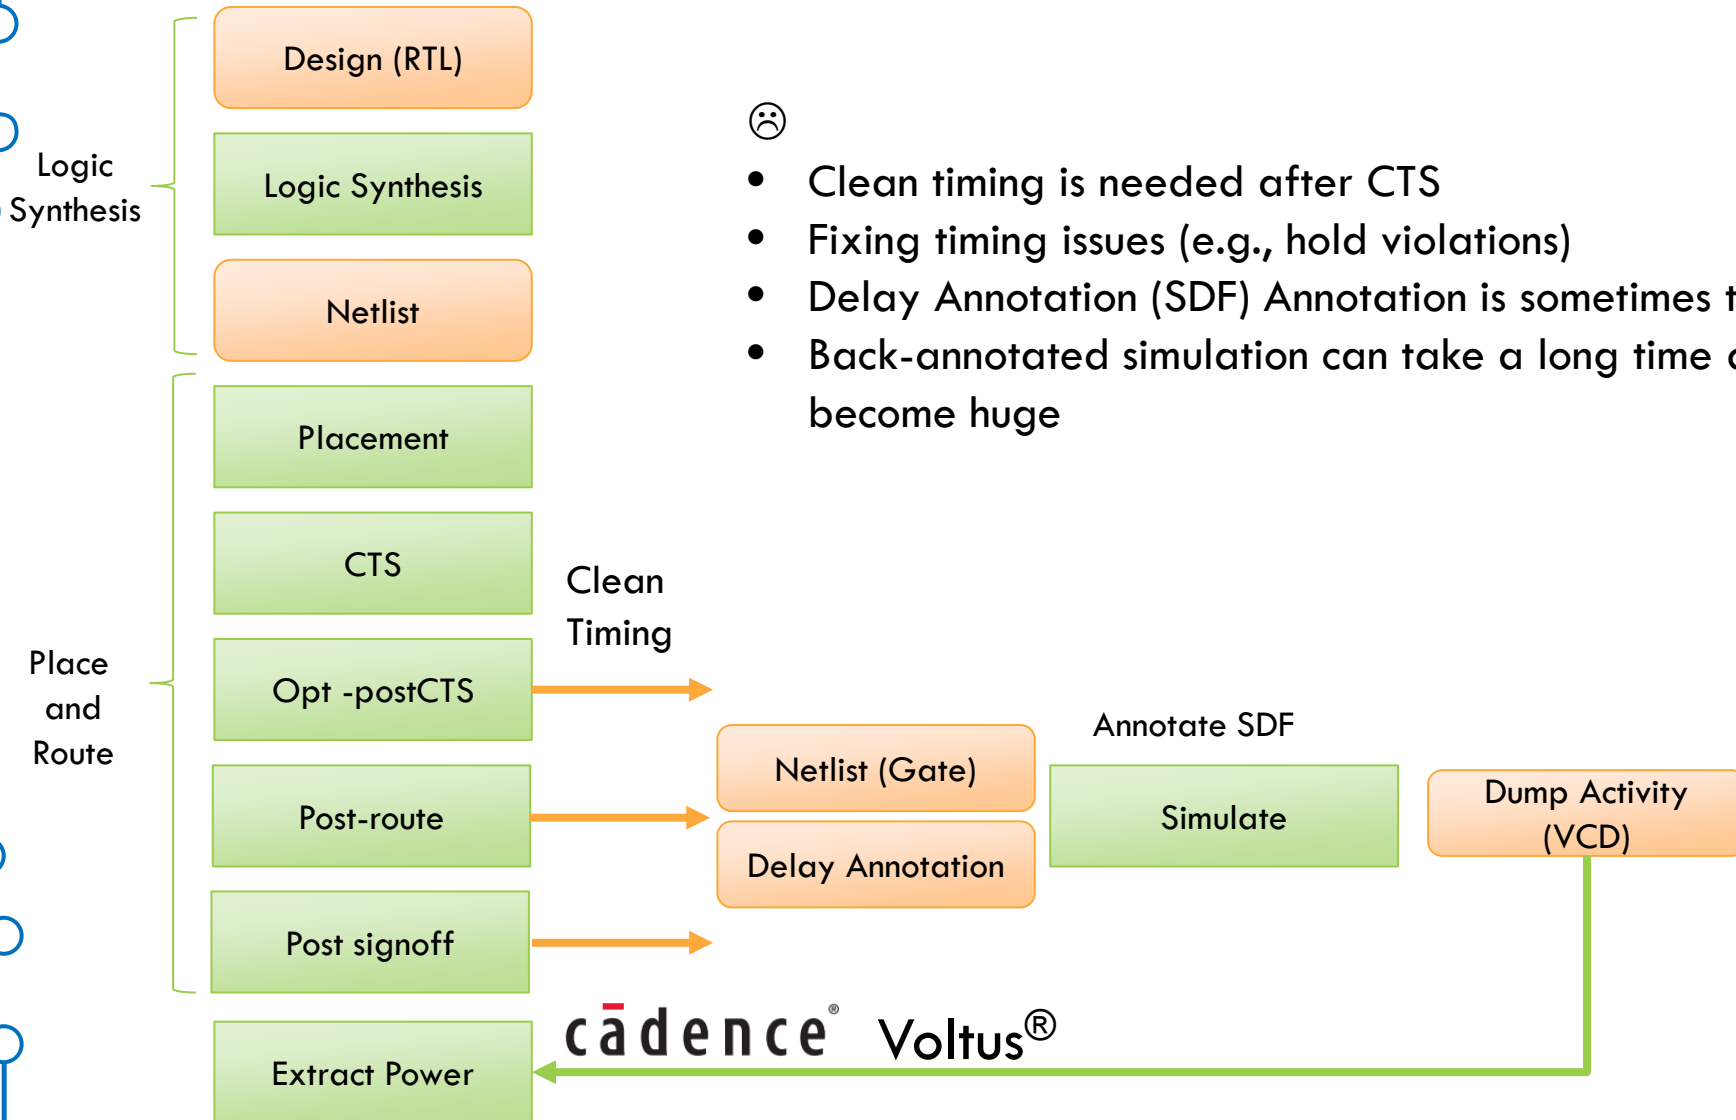 Design (RTL)
Logic Synthesis
Netlist
Logic
Synthesis
☹
• Clean timing is needed after CTS
• Fixing timing issues (e.g., hold violations)
• Delay Annotation (SDF) Annotation is sometimes
• Back-annotated simulation can take a long time
become huge
Placement
CTS
Opt -postCTS
Post-route
Post signoff
Extract Power
Place
and
Route
Clean
Timing
Netlist (Gate)
Delay Annotation
Annotate SDF
Simulate
Dump Activity
(VCD)
cādence® Voltus®